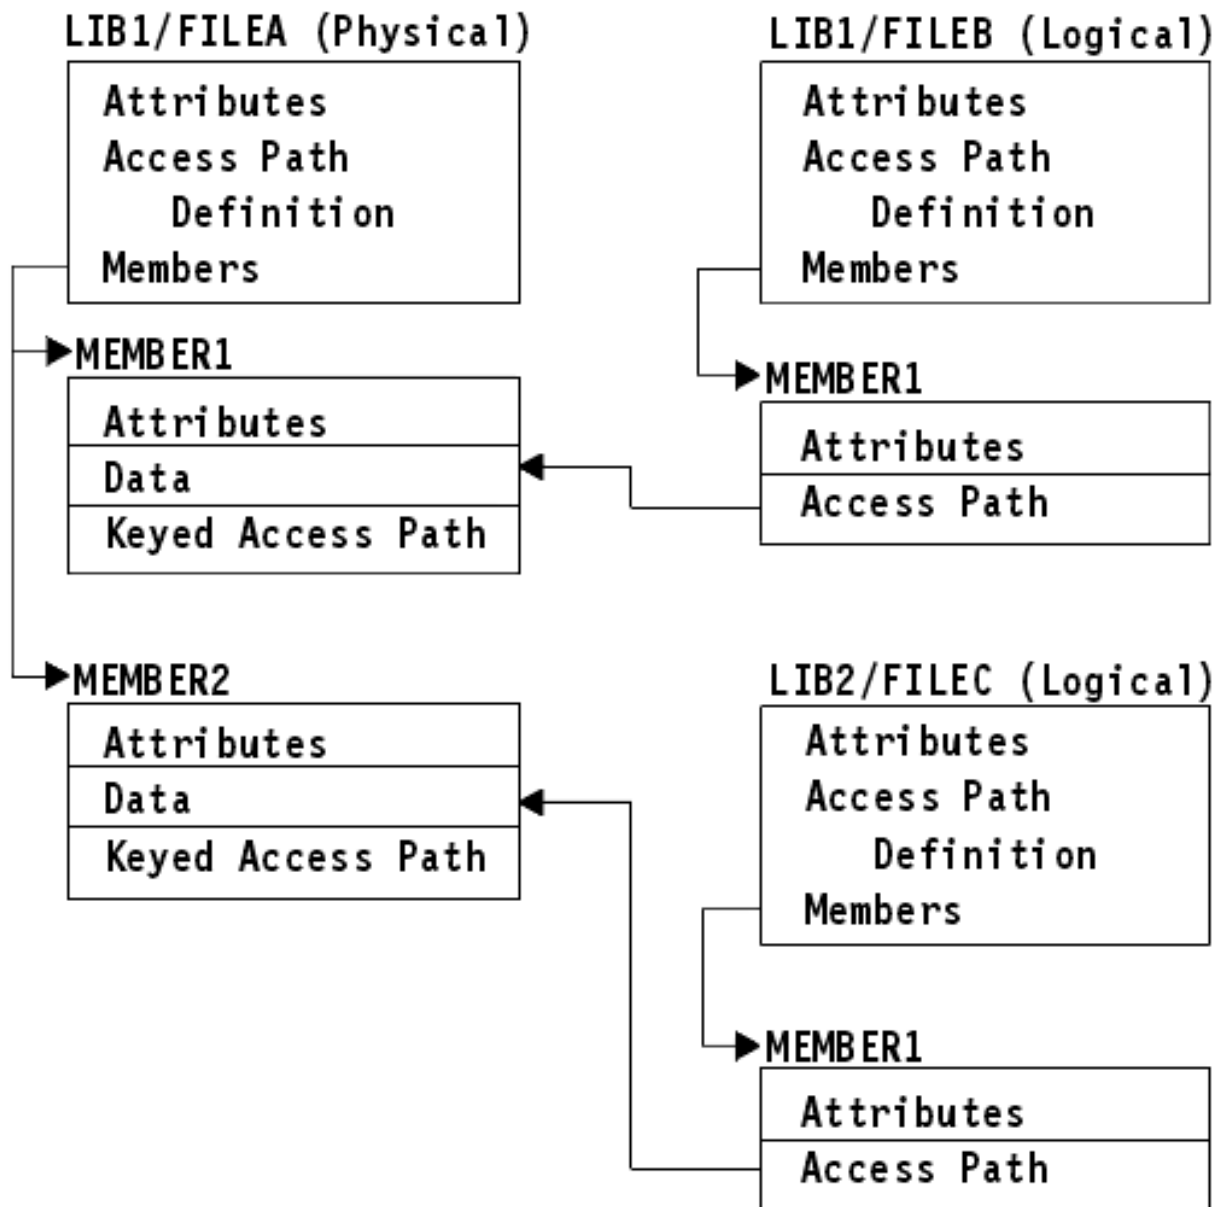 LIB1/FILEA (Physical)
Attributes
Access Path
Definition
Members
MEMBER1
Attributes
Data
Keyed Access Path
MEMBER2
Attributes
Data
Keyed Access Path
LIB1/FILEB (Logical)
Attributes
Access Path
Definition
Members
MEMBER1
Attributes
Access Path
LIB2/FILEC (Logical)
Attributes
Access Path
Definition
Members
MEMBER1
Attributes
Access Path